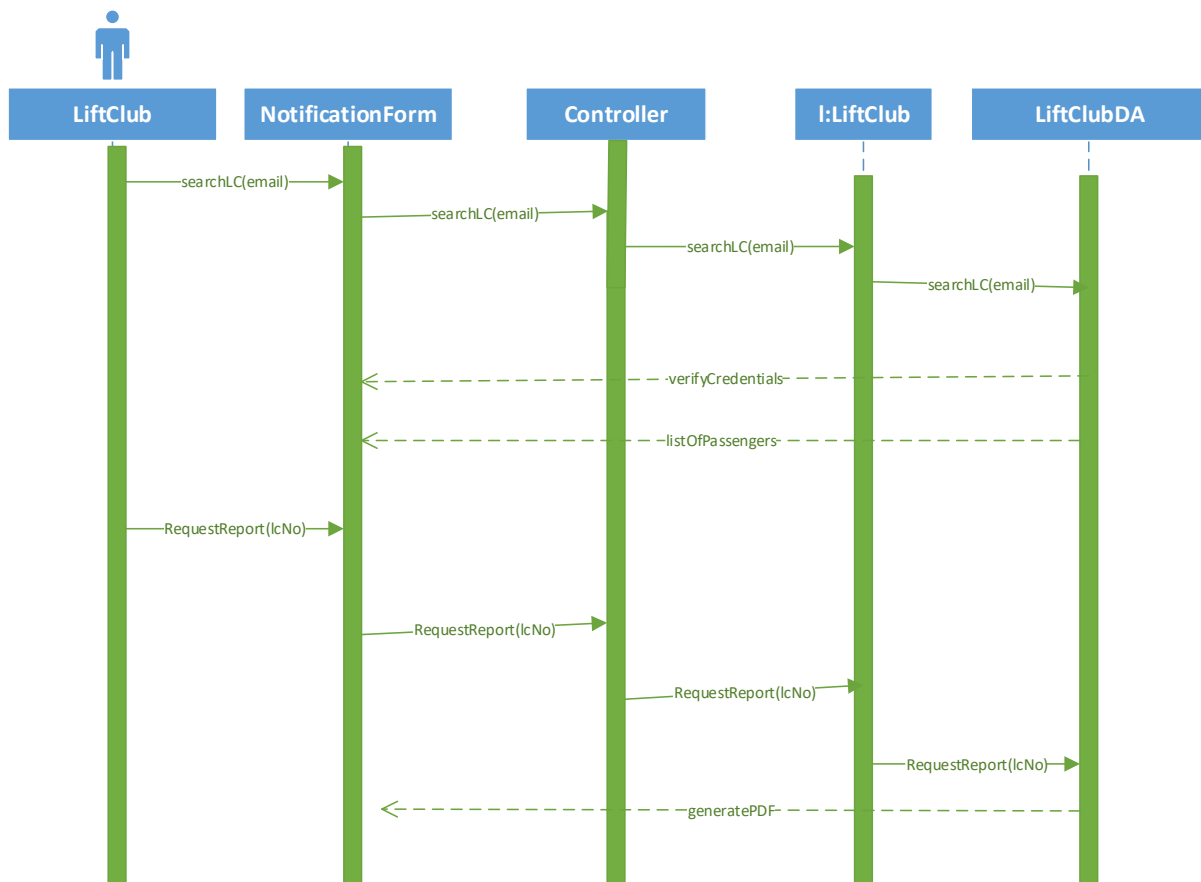 LiftClub
NotificationForm
Controller
l:LiftClub
LiftClubDA
searchLC(email)
searchLC(email)
searchLC(email)
searchLC(email)
verifyCredentials
listOfPassengers
RequestReport(lcNo)
RequestReport(lcNo)
RequestReport(lcNo)
RequestReport(lcNo)
generatePDF